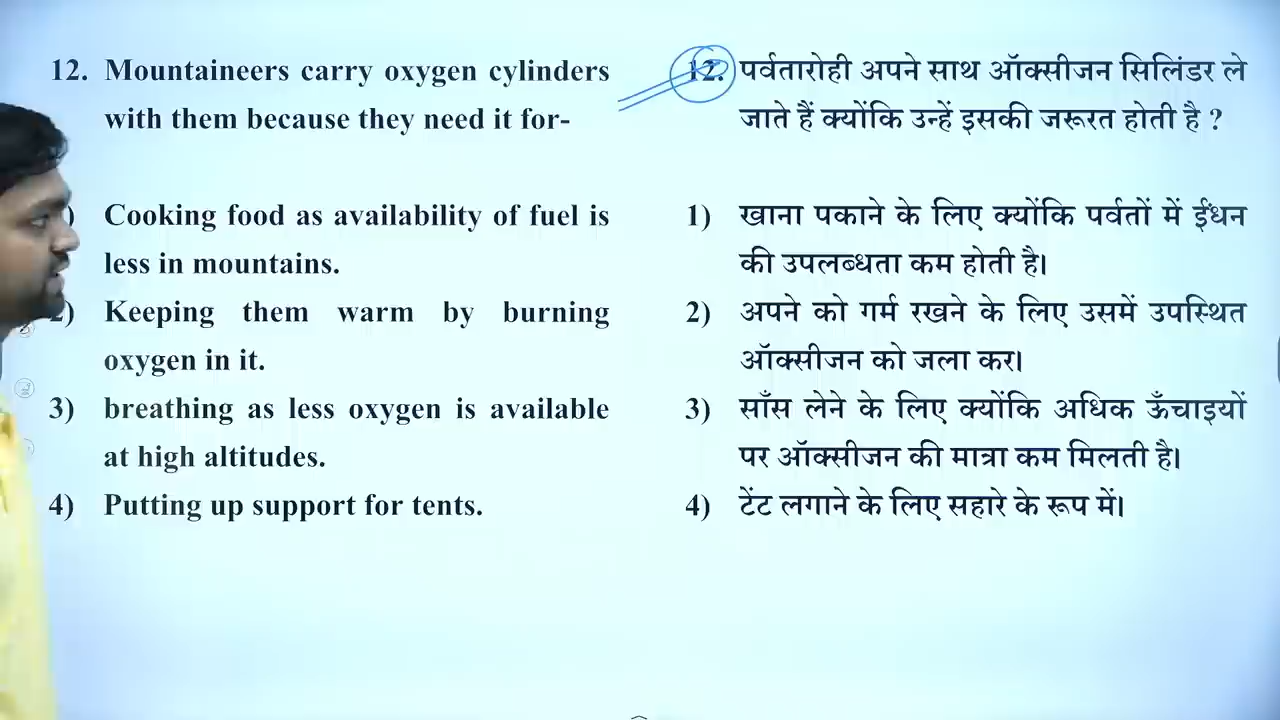 12. Mountaineers carry oxygen cylinders
with them because they need it for-
) Cooking food as availability of fuel is
less in mountains.
2) Keeping them warm by burning
oxygen in it.
3) breathing as less oxygen is available
at high altitudes.
4) Putting up support for tents.
12. पर्वतारोही अपने साथ ऑक्सीजन सिलिंडर ले
जाते हैं क्योंकि उन्हें इसकी जरूरत होती है ?
1) खाना पकाने के लिए क्योंकि पर्वतों में ईंधन
की उपलब्धता कम होती है।
2) अपने को गर्म रखने के लिए उसमें उपस्थित
ऑक्सीजन को जला कर।
3) साँस लेने के लिए क्योंकि अधिक ऊँचाइयों
पर ऑक्सीजन की मात्रा कम मिलती है।
4) टेंट लगाने के लिए सहारे के रूप में।